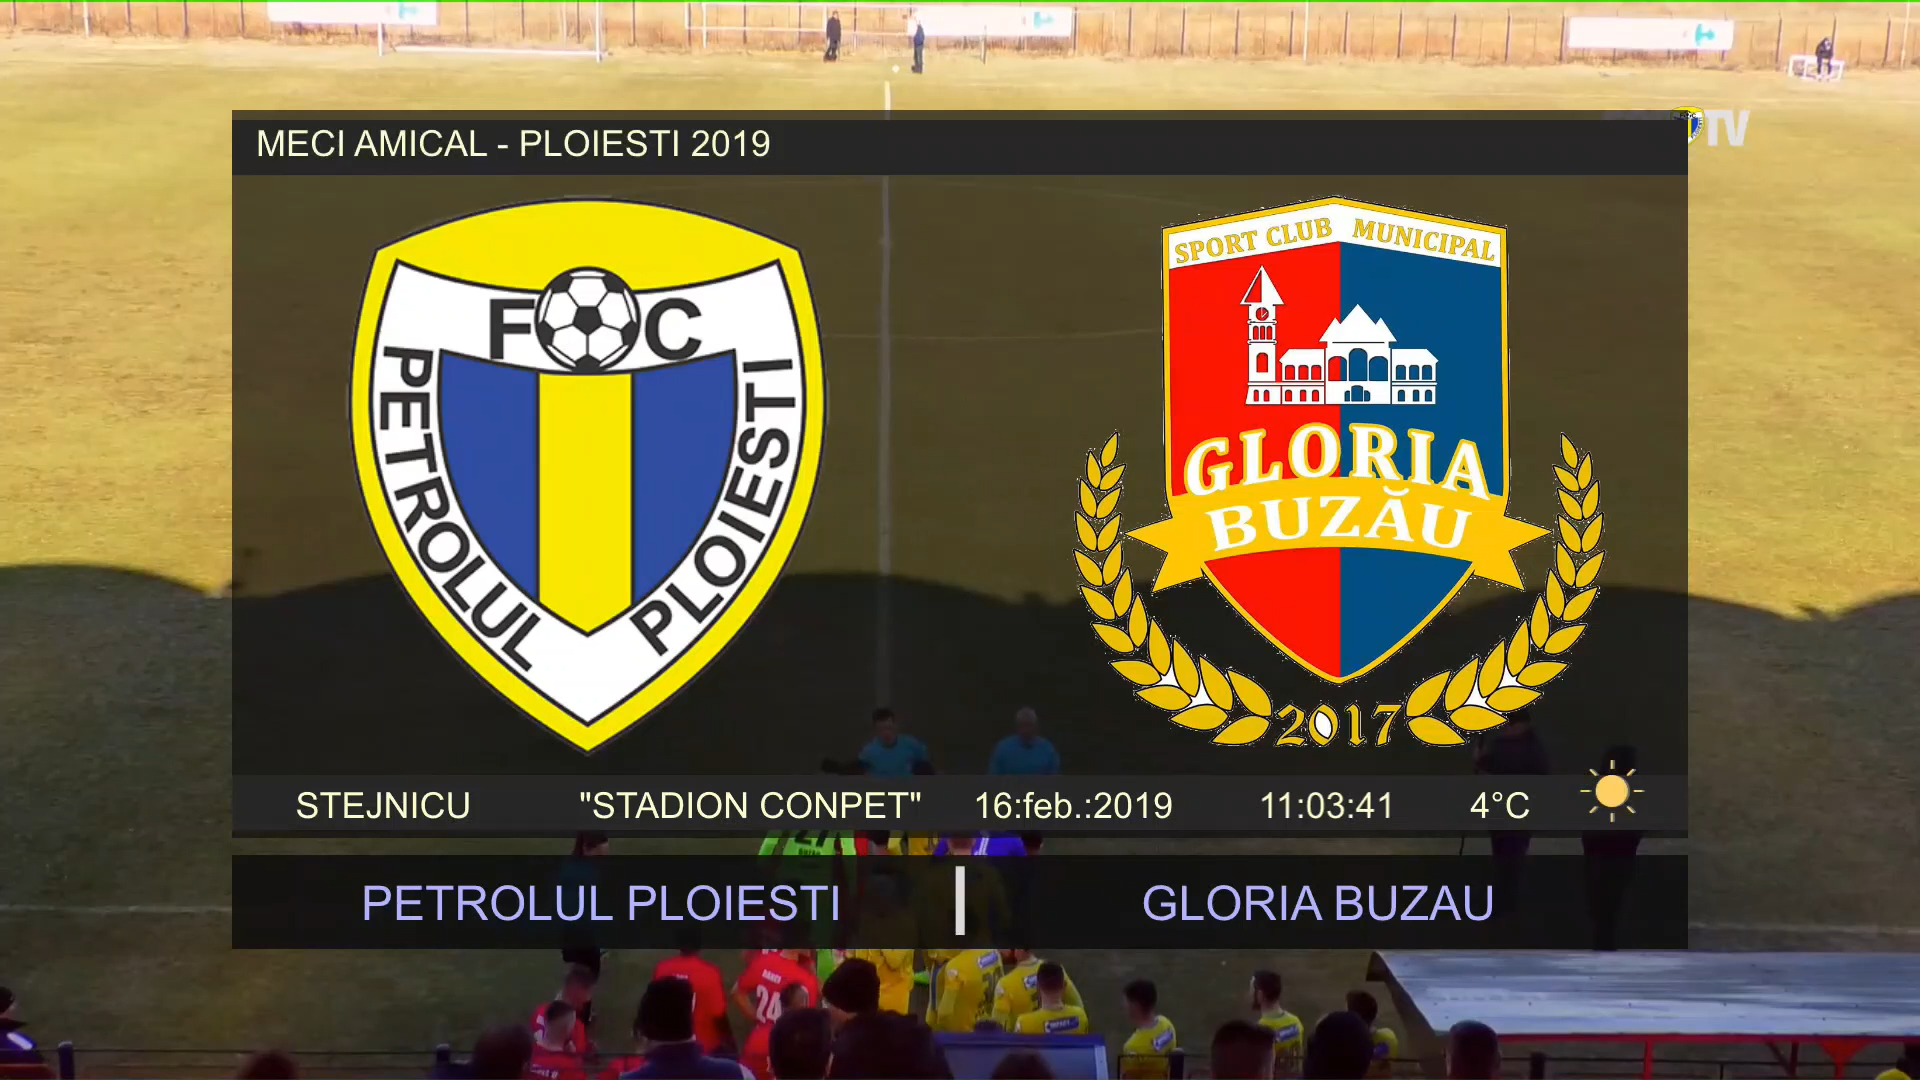 TV
MECI AMICAL - PLOIESTI 2019
FC
PETROLUL PLOIESTI
SPORT CLUB MUNICIPAL
GLORIA
BUZĂU
2017
STEJNICU "STADION CONPET" 16:feb.:2019 11:03:41 4°C
PETROLUL PLOIESTI | GLORIA BUZAU
24